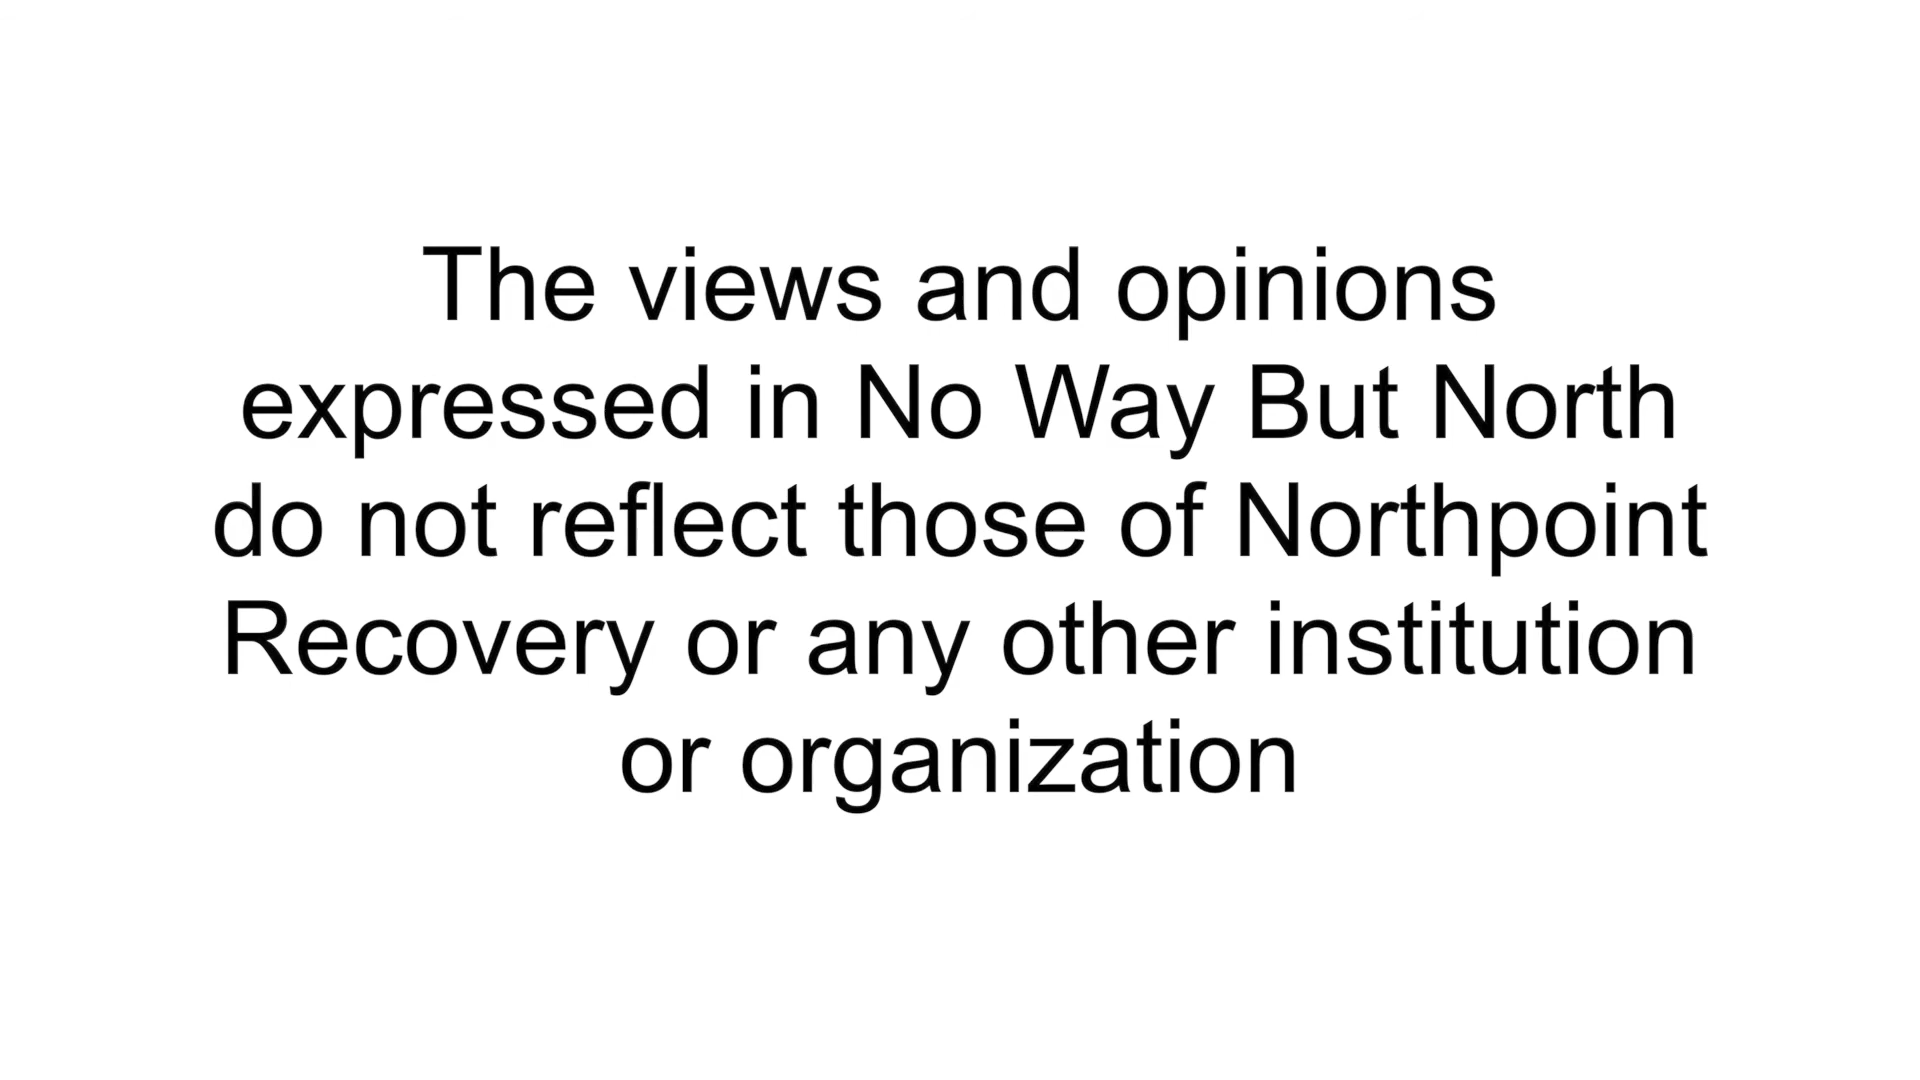 The views and opinions
expressed in No Way But North
do not reflect those of Northpoint
Recovery or any other institution
or organization